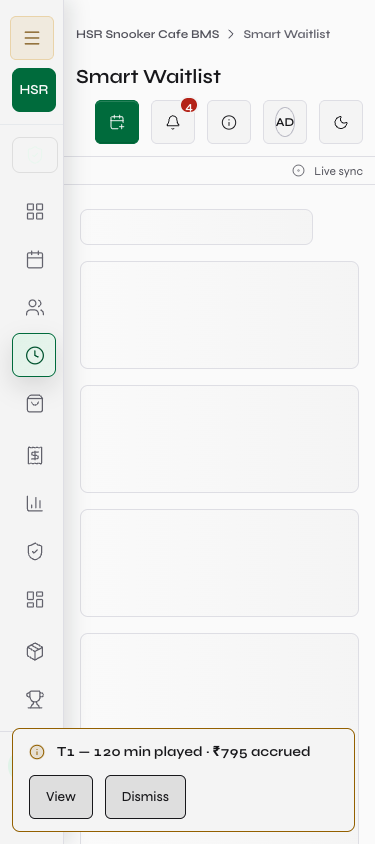 HSR Snooker Cafe BMS > Smart Waitlist
HSR
Smart Waitlist
4
AD
Live sync
T1 — 120 min played · ₹795 accrued
View
Dismiss